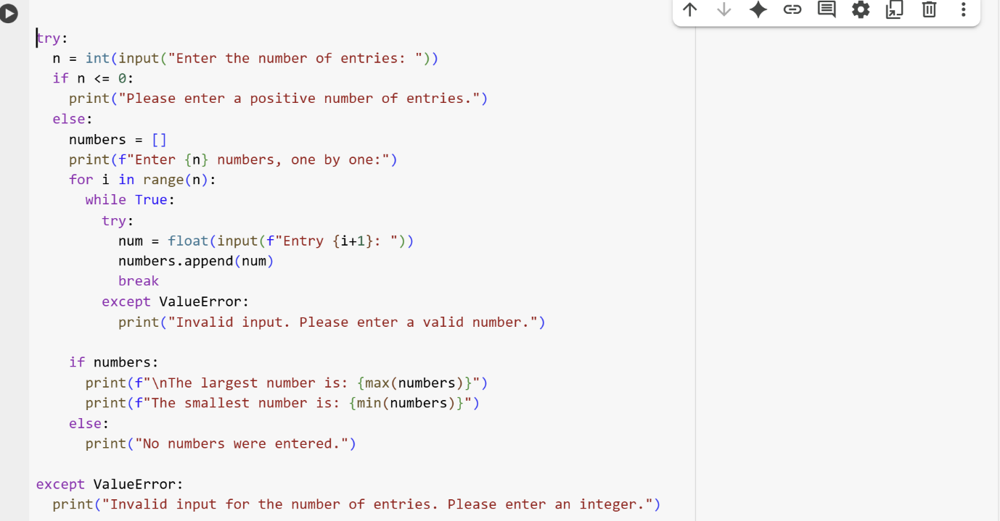 try:
  n = int(input("Enter the number of entries: "))
  if n <= 0:
    print("Please enter a positive number of entries.")
  else:
    numbers = []
    print(f"Enter {n} numbers, one by one:")
    for i in range(n):
      while True:
        try:
          num = float(input(f"Entry {i+1}: "))
          numbers.append(num)
          break
        except ValueError:
          print("Invalid input. Please enter a valid number.")

    if numbers:
      print(f"\nThe largest number is: {max(numbers)}")
      print(f"The smallest number is: {min(numbers)}")
    else:
      print("No numbers were entered.")

except ValueError:
  print("Invalid input for the number of entries. Please enter an integer.")